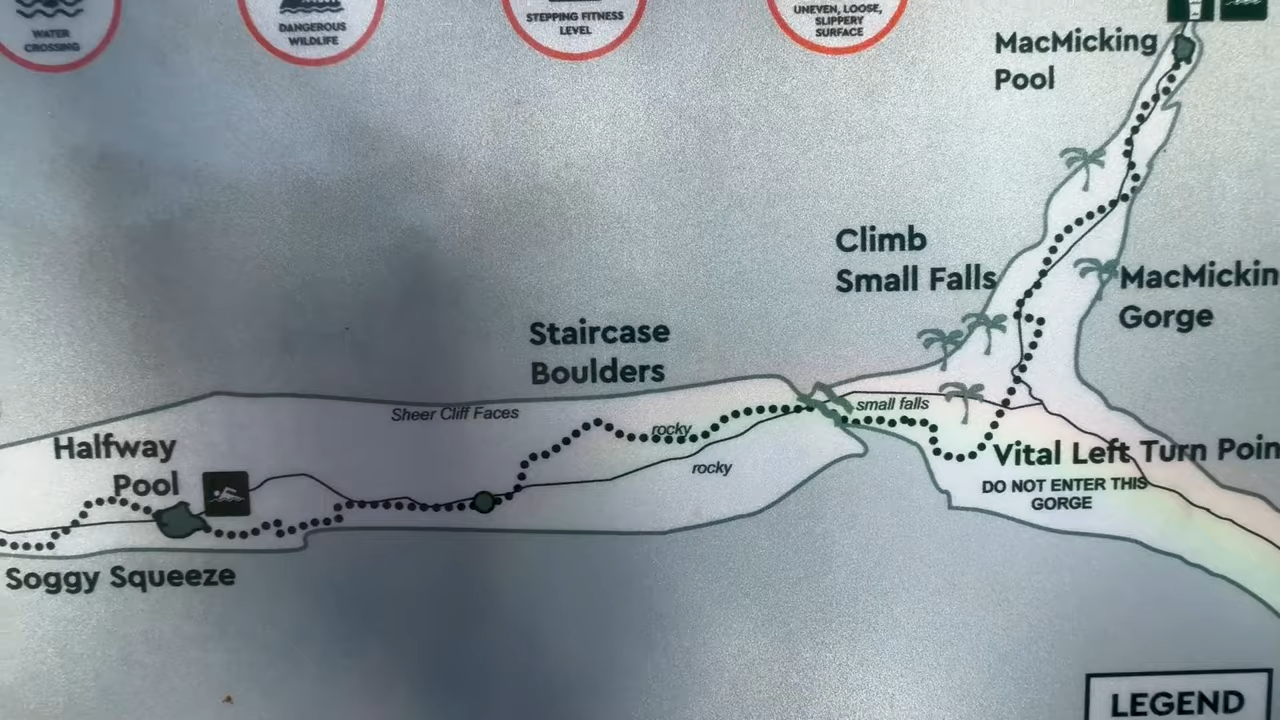 WATER
CROSSING
DANGEROUS
WILDLIFE
STEPPING FITNESS
LEVEL
UNEVEN, LOOSE,
SLIPPERY
SURFACE
MacMicking
Pool
Climb
Small Falls
MacMickin
Gorge
Staircase
Boulders
Sheer Cliff Faces
small falls
rocky
rocky
Halfway
Pool
Vital Left Turn Poin
DO NOT ENTER THIS
GORGE
Soggy Squeeze
LEGEND